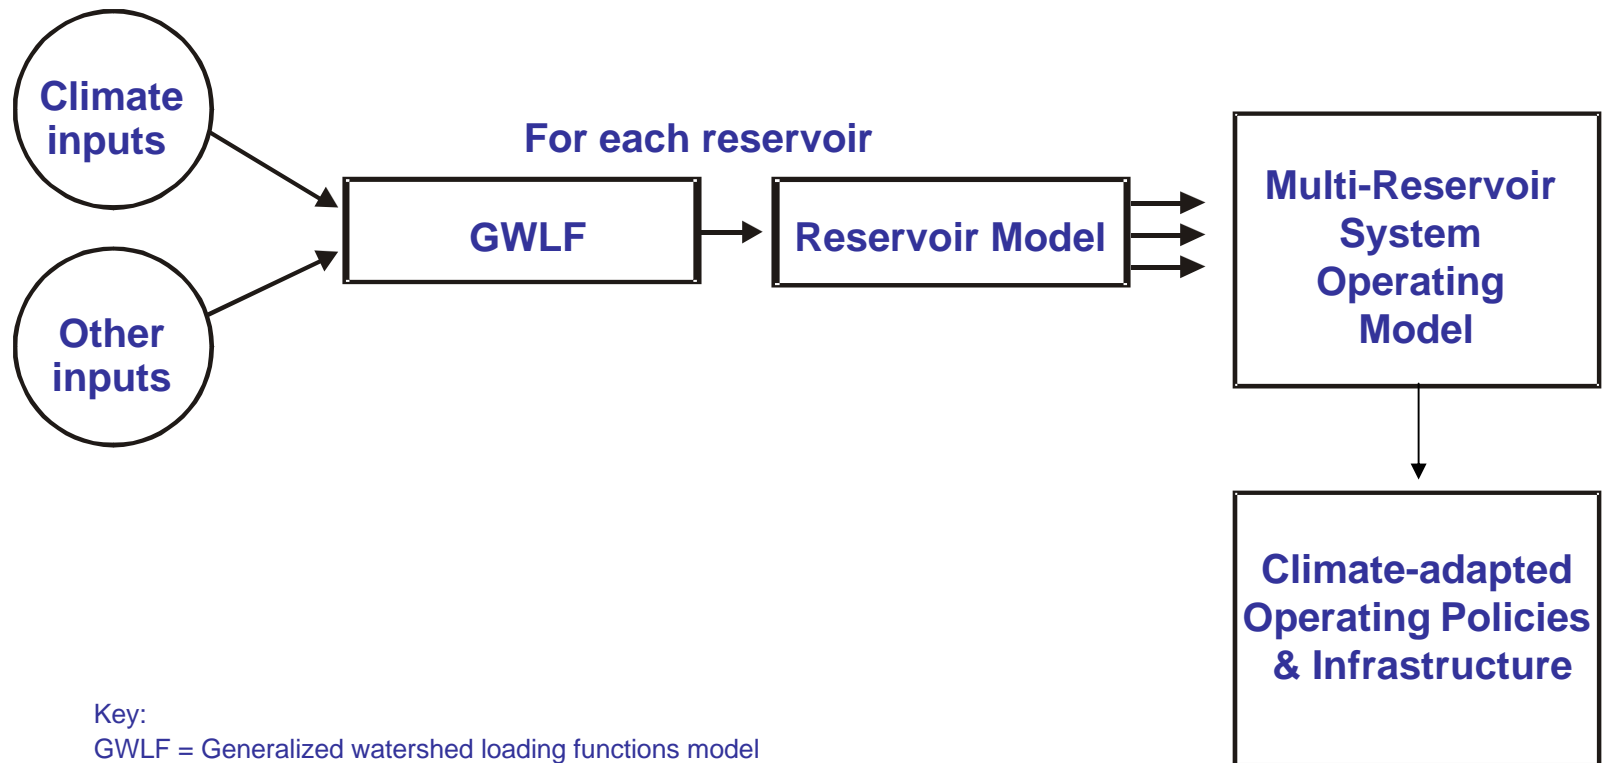 Climate
inputs
For each reservoir
GWLF
Reservoir Model
Multi-Reservoir
System
Operating
Model
Other
inputs
Climate-adapted
Operating Policies
& Infrastructure
Key:
GWLF = Generalized watershed loading functions model